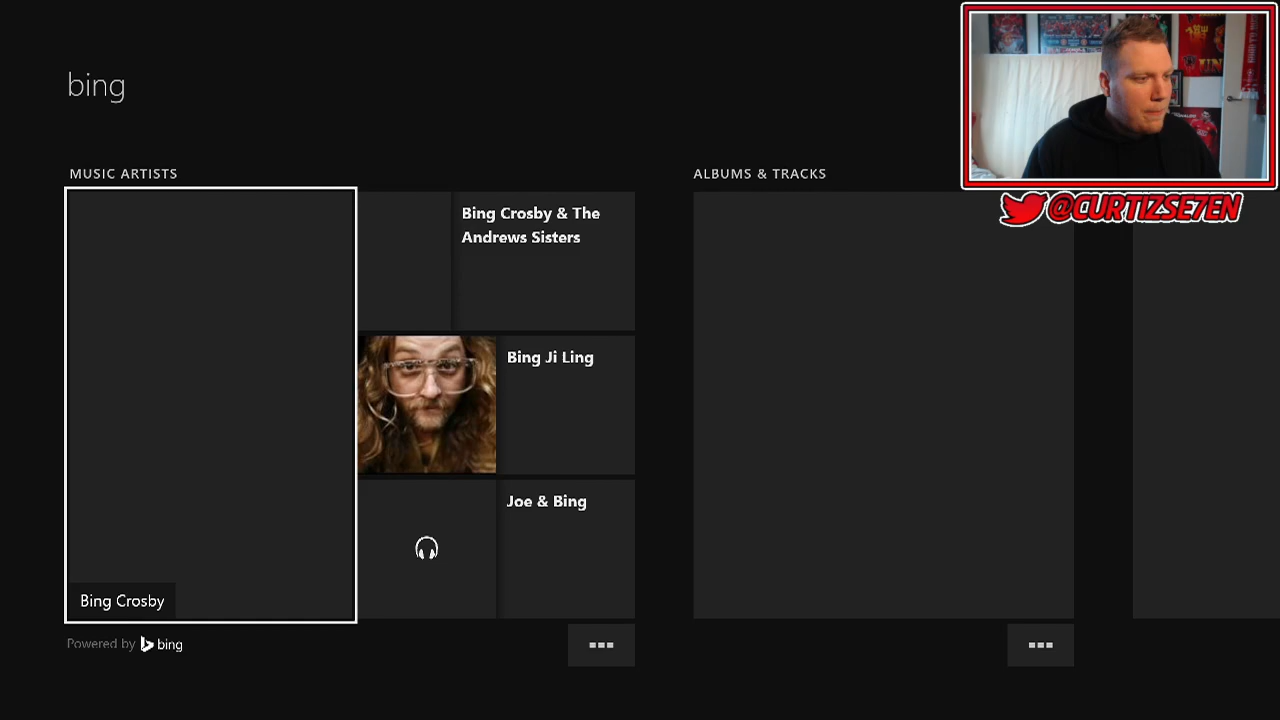 bing
MUSIC ARTISTS
Bing Crosby
Bing Crosby & The
Andrews Sisters
Bing Ji Ling
Joe & Bing
Powered by bing
ALBUMS & TRACKS
@CURTIZSE7EN